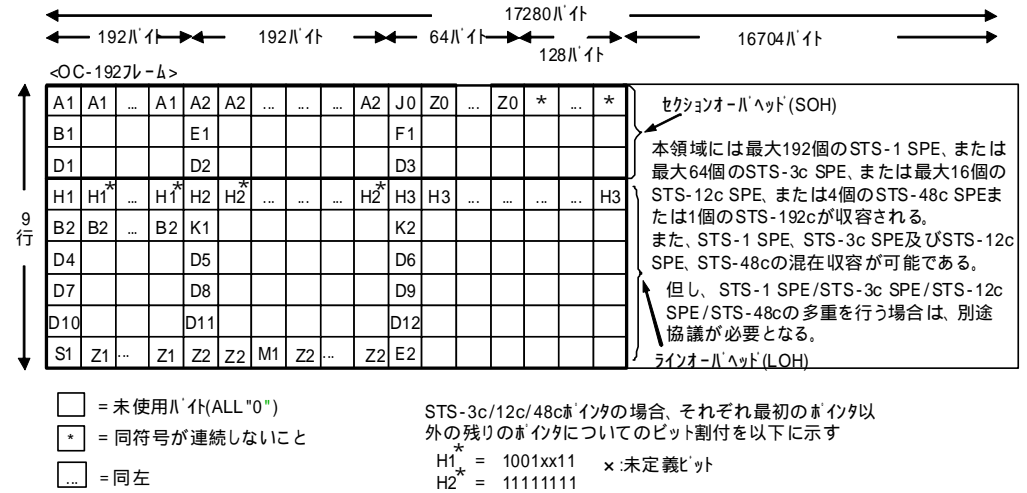 17280ﾊﾞｲﾄ
192ﾊﾞｲﾄ 192ﾊﾞｲﾄ 64ﾊﾞｲﾄ 128ﾊﾞｲﾄ 16704ﾊﾞｲﾄ
<OC-192ﾌﾚｰﾑ>
A1 A1 ... A1 A2 A2 ... ... ... A2 J0 Z0 ... Z0 * ... *
B1 E1 F1
D1 D2 D3
H1 H1* ... H1* H2 H2* ... ... ... H2* H3 H3 ... ... ... ... H3
B2 B2 ... B2 K1 K2
D4 D5 D6
D7 D8 D9
D10 D11 D12
S1 Z1 ... Z1 Z2 Z2 M1 Z2 ... Z2 E2
9
行
ｾｸｼｮﾝｵｰﾊﾞﾍｯﾄﾞ(SOH)
本領域には最大192個のSTS-1 SPE、または
最大64個のSTS-3c SPE、または最大16個の
STS-12c SPE、または4個のSTS-48c SPEま
たは1個のSTS-192cが収容される。
また、STS-1 SPE、STS-3c SPE及びSTS-12c
SPE、STS-48cの混在収容が可能である。
但し、STS-1 SPE/STS-3c SPE/STS-12c
SPE/STS-48cの多重を行う場合は、別途
協議が必要となる。
ﾗｲﾝｵｰﾊﾞﾍｯﾄﾞ(LOH)
= 未使用ﾊﾞｲﾄ(ALL"0")
* = 同符号が連続しないこと
... = 同左
STS-3c/12c/48cﾎﾟｲﾝﾀの場合、それぞれ最初のﾎﾟｲﾝﾀ以
外の残りのﾎﾟｲﾝﾀについてのビット割付を以下に示す
H1* = 1001xx11 ×:未定義ﾋﾞｯﾄ
H2* = 11111111